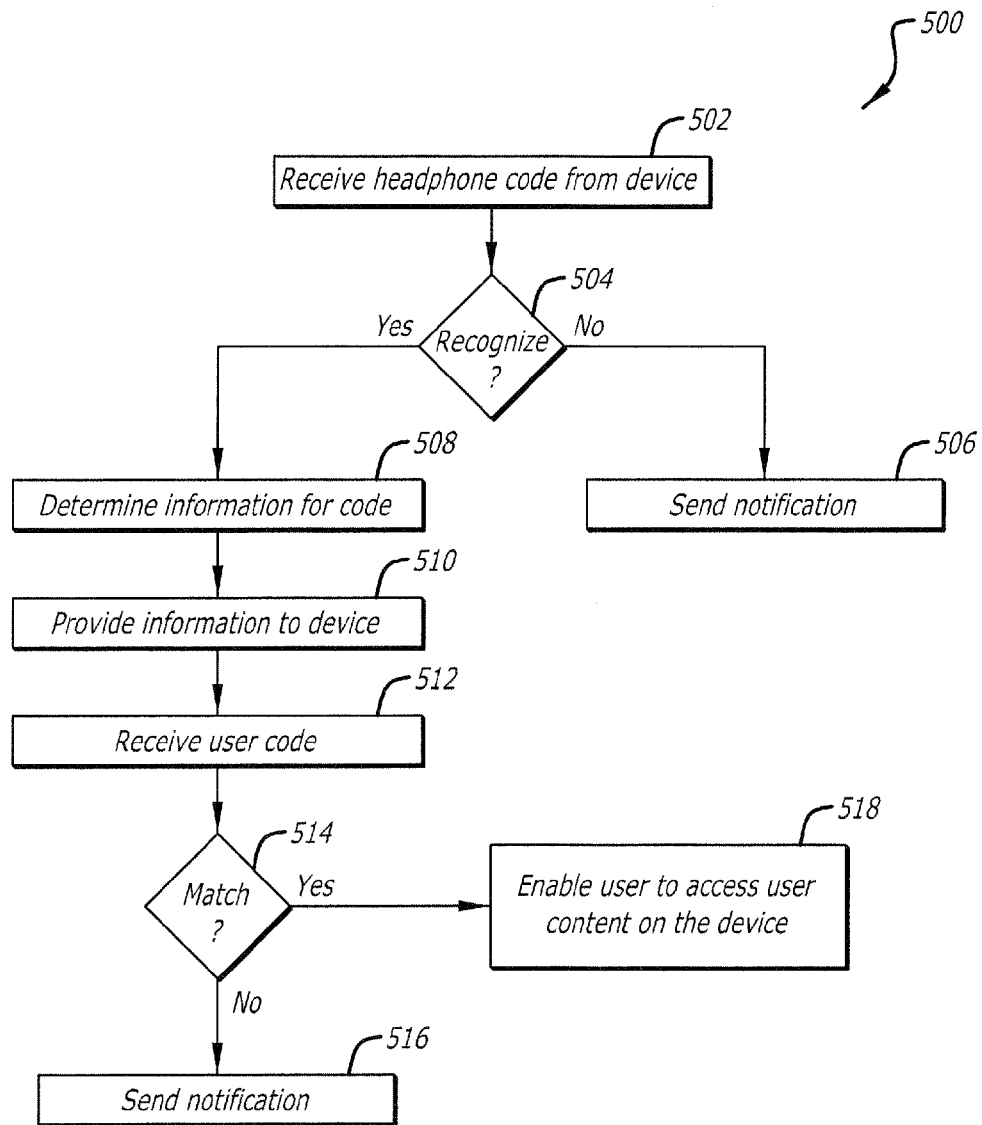 500
502
Receive headphone code from device
504
Yes
No
Recognize
?
508
506
Determine information for code
Send notification
510
Provide information to device
512
Receive user code
518
514
Match
?
Yes
Enable user to access user
content on the device
No
516
Send notification